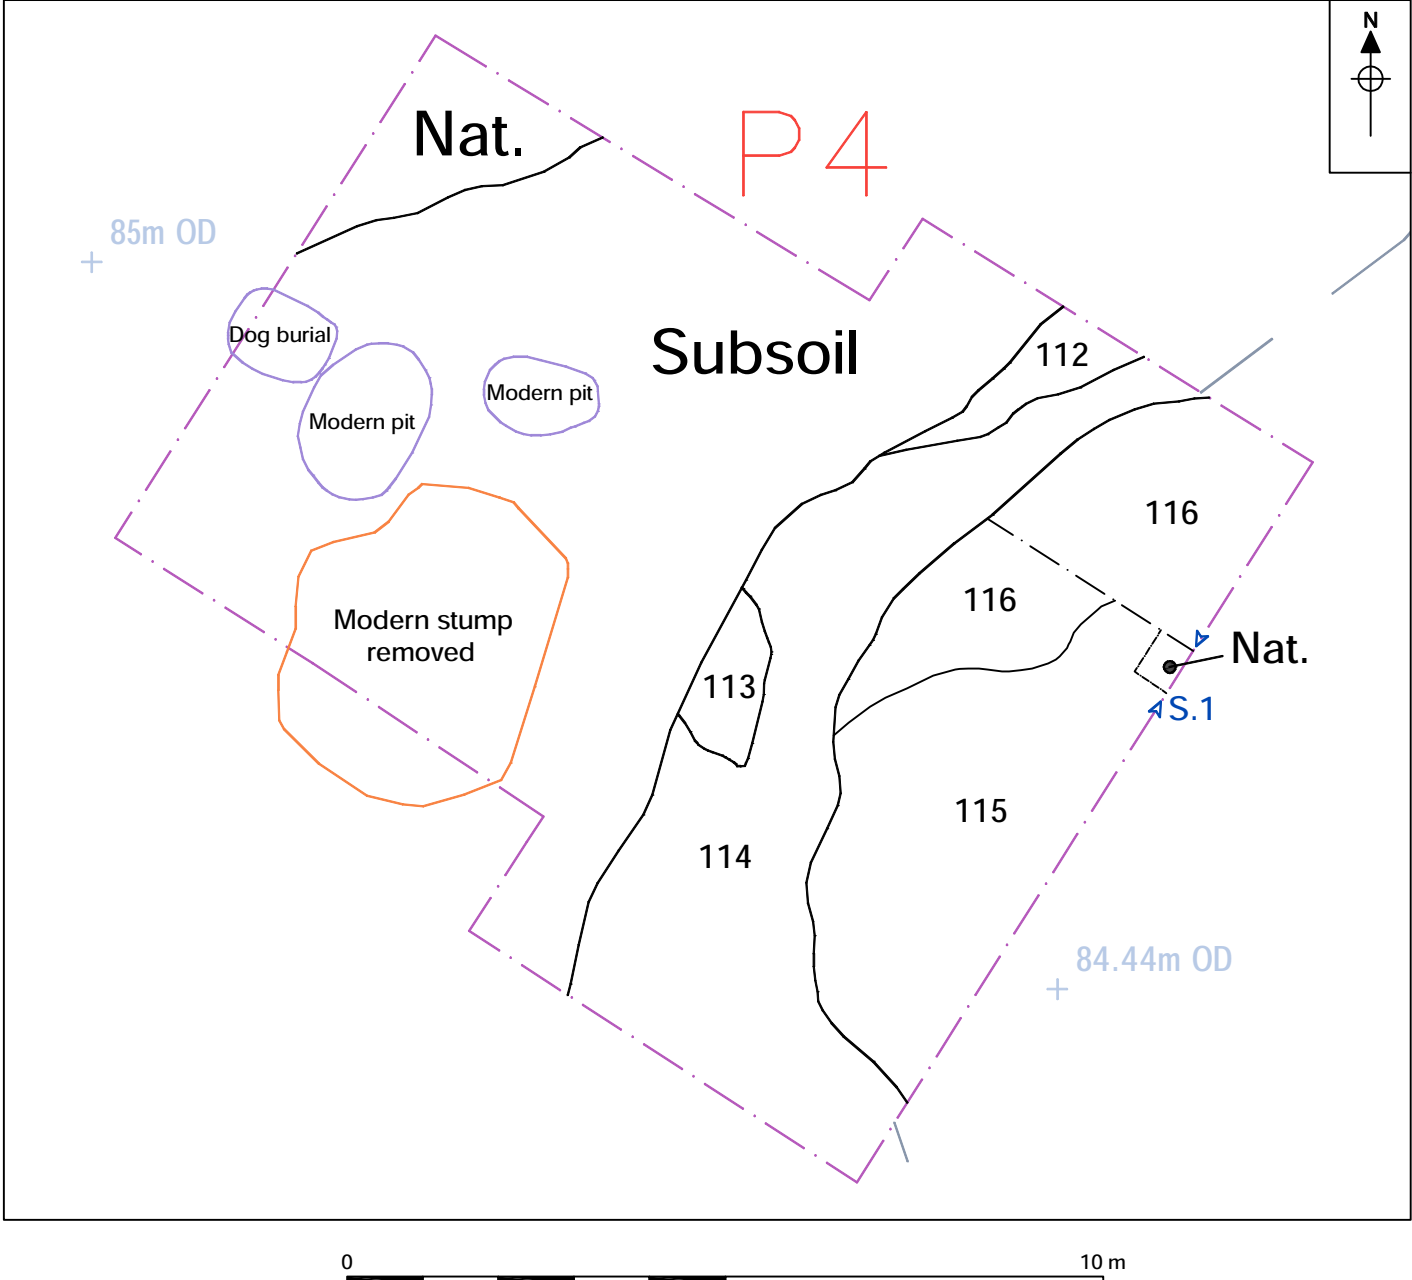 N
Nat.
P4
85m OD
Dog burial
Subsoil
112
Modern pit
Modern pit
116
116
Modern stump
removed
Nat.
113
S.1
115
114
84.44m OD
0
10 m